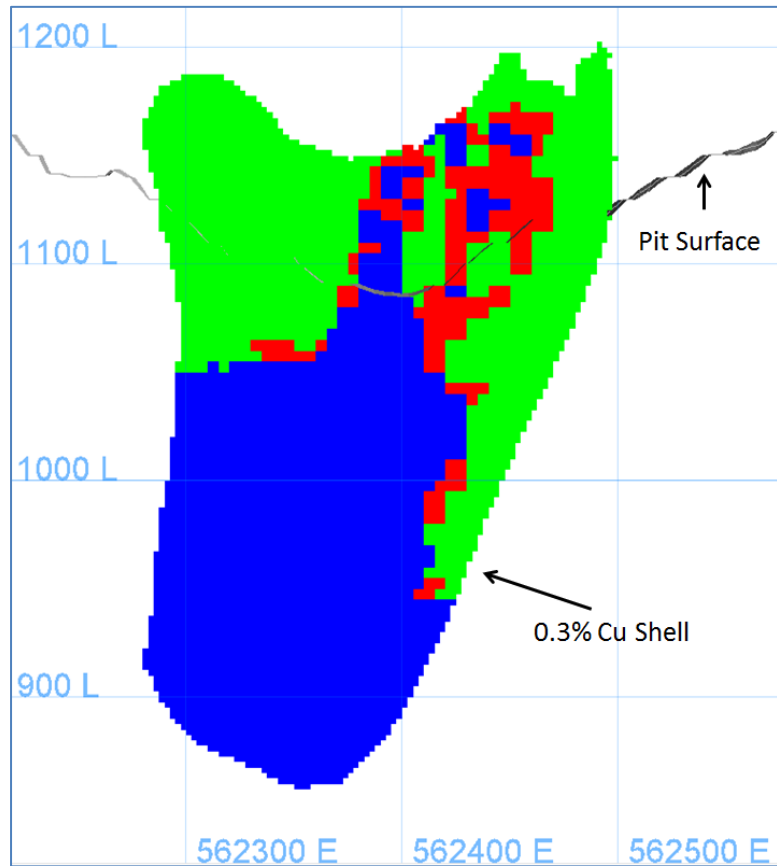 1200 L
Pit Surface
1100 L
1000 L
0.3% Cu Shell
900 L
562300 E
562400 E
562500 E